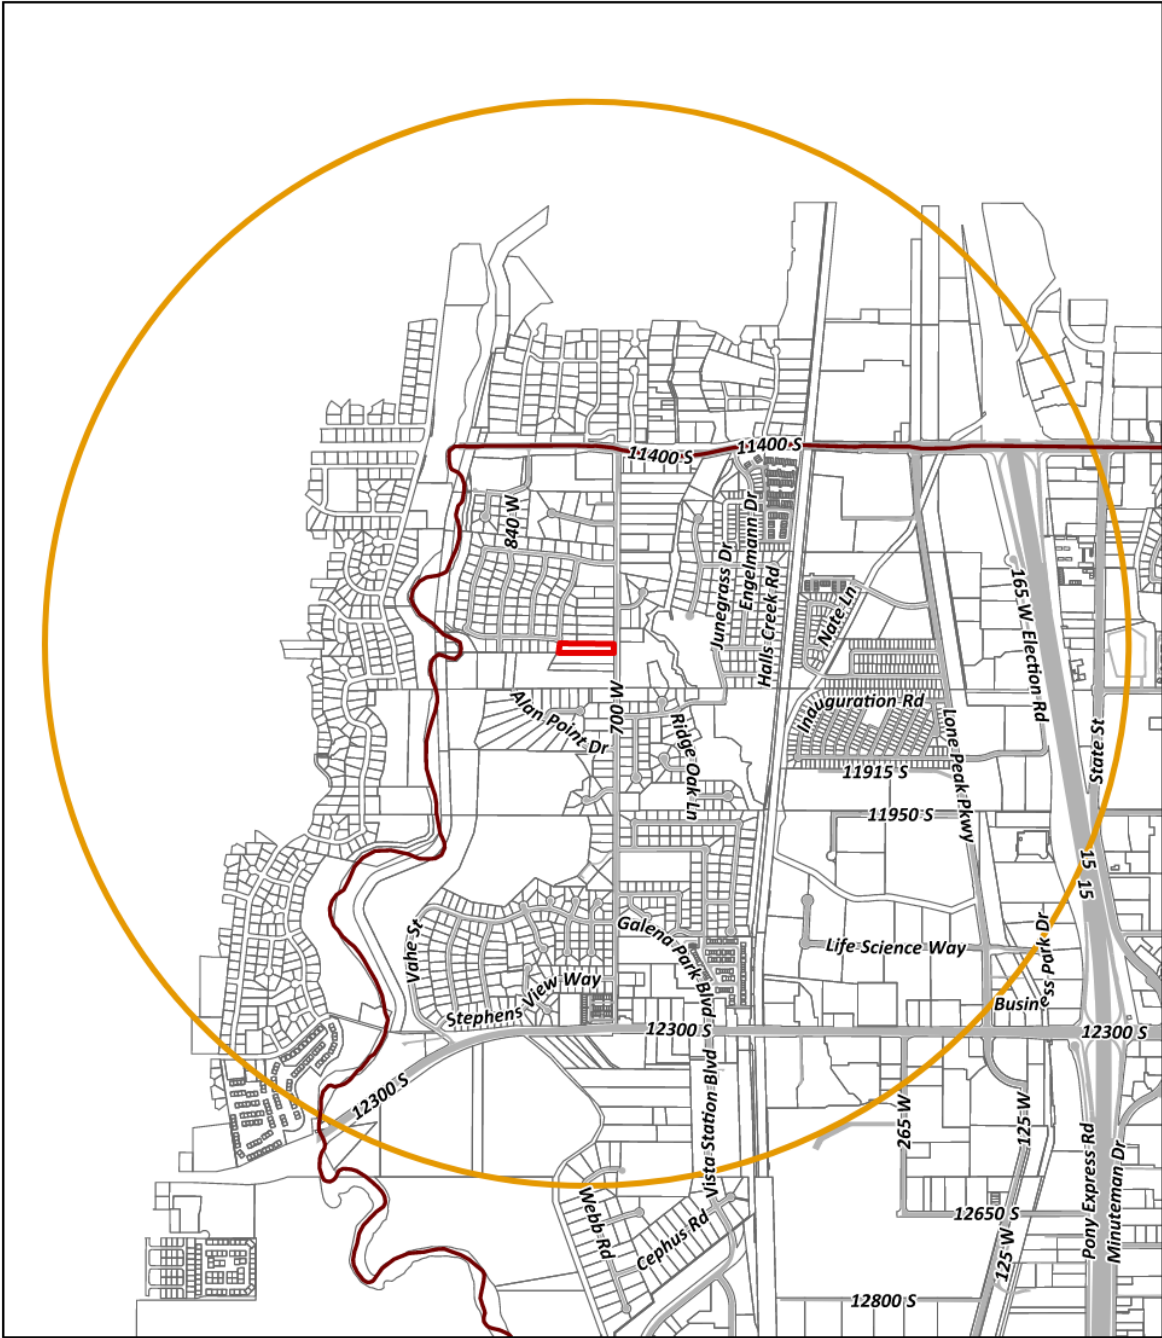 11400 S
11400 S
840 W
Engelmann Dr
Junegrass Dr
Halls Creek Rd
Nate Ln
165 W
Election Rd
700 W
Alan Point Dr
Ridge Oak Ln
Inauguration Rd
Lone Peak Pkwy
State St
11915 S
11950 S
15
15
Vahe St
Galena Park Blvd
Life Science Way
Business Park Dr
Stephens View Way
12300 S
12300 S
12300 S
Vista Station Blvd
265 W
125 W
Pony Express Rd
Minuteman Dr
Webb Rd
Cephus Rd
12650 S
125 W
12800 S